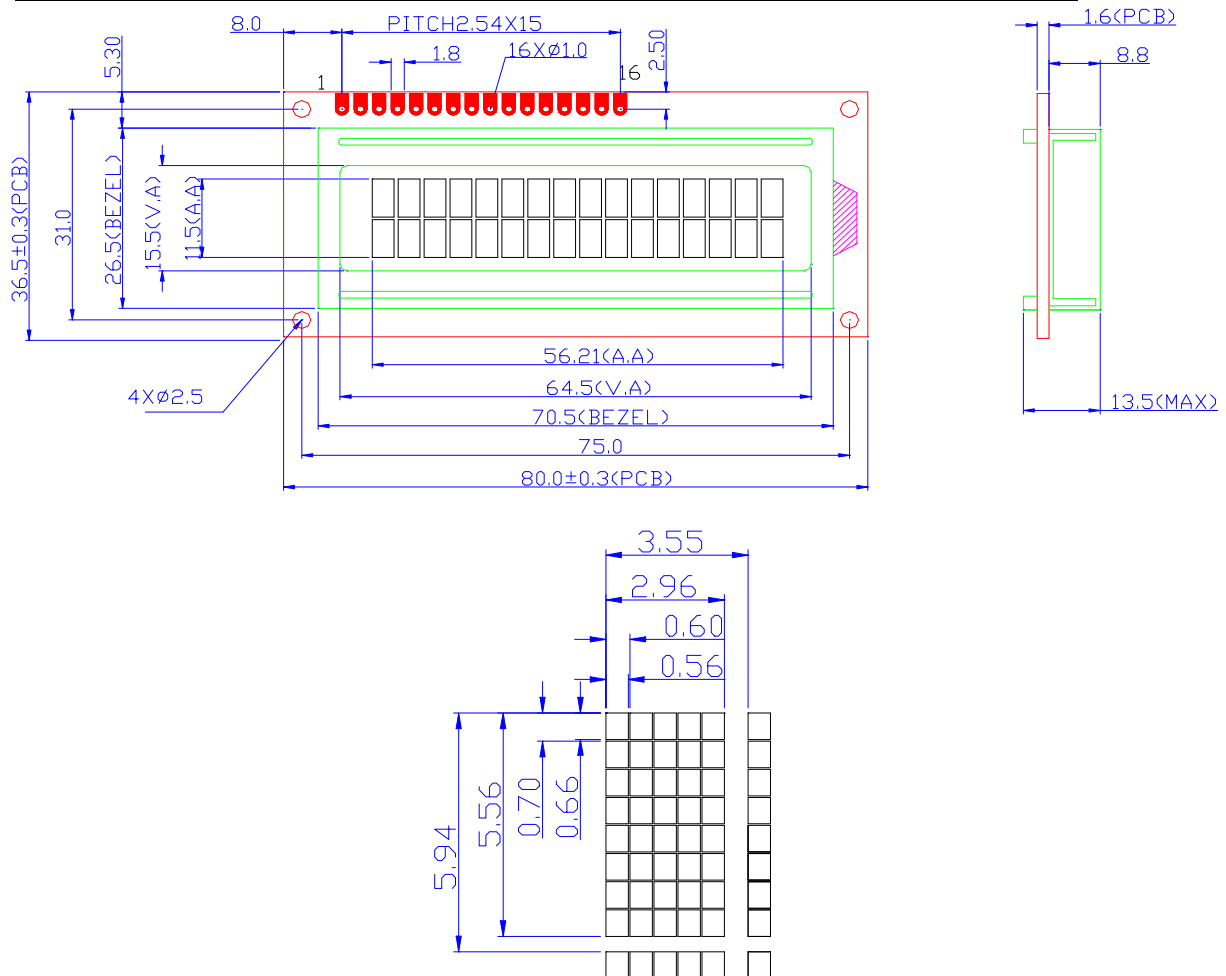 8.0
PITCH2.54X15
1.8
16XØ1.0
2.50
5.30
1
16
1.6(PCB)
8.8
36.5±0.3(PCB)
31.0
26.5(BEZEL)
15.5(V.A)
11.5(A.A)
56.21(A.A)
64.5(V.A)
4XØ2.5
70.5(BEZEL)
75.0
80.0±0.3(PCB)
13.5(MAX)
3.55
2.96
0.60
0.56
5.94
5.56
0.70
0.66